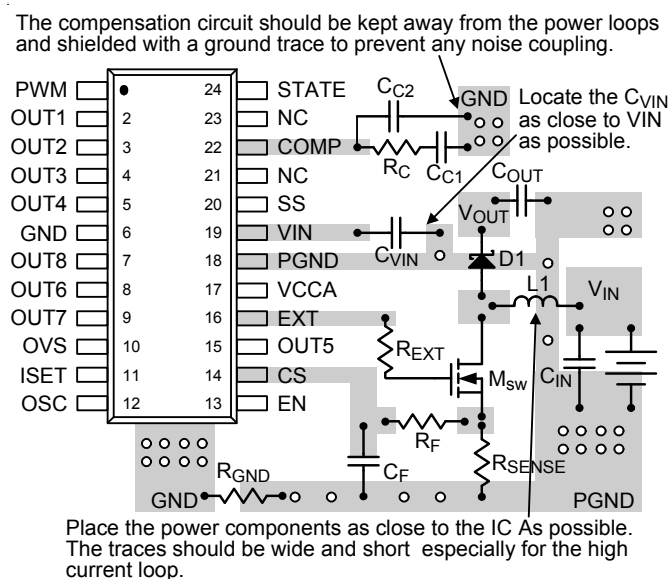 The compensation circuit should be kept away from the power loops
and shielded with a ground trace to prevent any noise coupling.
PWM 24 STATE
OUT1 2 23 NC
OUT2 3 22 COMP
OUT3 4 21 NC
OUT4 5 20 SS
GND 6 19 VIN
OUT8 7 18 PGND
OUT6 8 17 VCCA
OUT7 9 16 EXT
OVS 10 15 OUT5
ISET 11 14 CS
OSC 12 13 EN
CC2
RC
CC1
GND
Locate the CVIN
as close to VIN
as possible.
COUT
VOUT
CVIN
D1
L1
VIN
REXT
Msw
CIN
RF
CF
RSENSE
RGND
GND
PGND
Place the power components as close to the IC As possible.
The traces should be wide and short especially for the high
current loop.